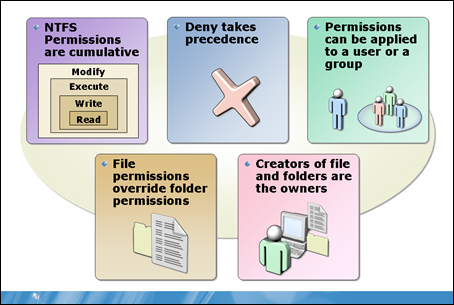 NTFS
Permissions
are cumulative
Modify
Execute
Write
Read
Deny takes
precedence
Permissions
can be applied
to a user or a
group
File
permissions
override folder
permissions
Creators of file
and folders are
the owners